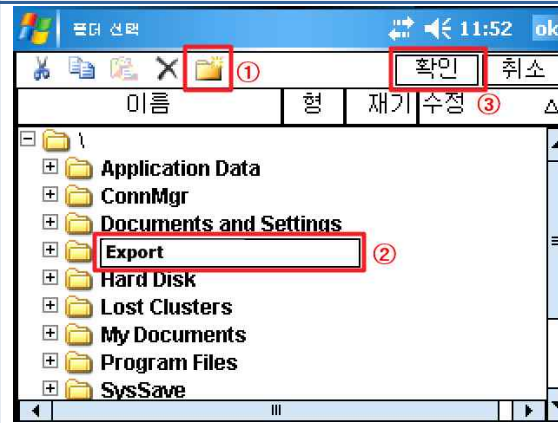 폴더 선택 11:52 ok
① 확인 취소
이름 형 재기 수정 ③
\
Application Data
ConnMgr
Documents and Settings
Export ②
Hard Disk
Lost Clusters
My Documents
Program Files
SysSave